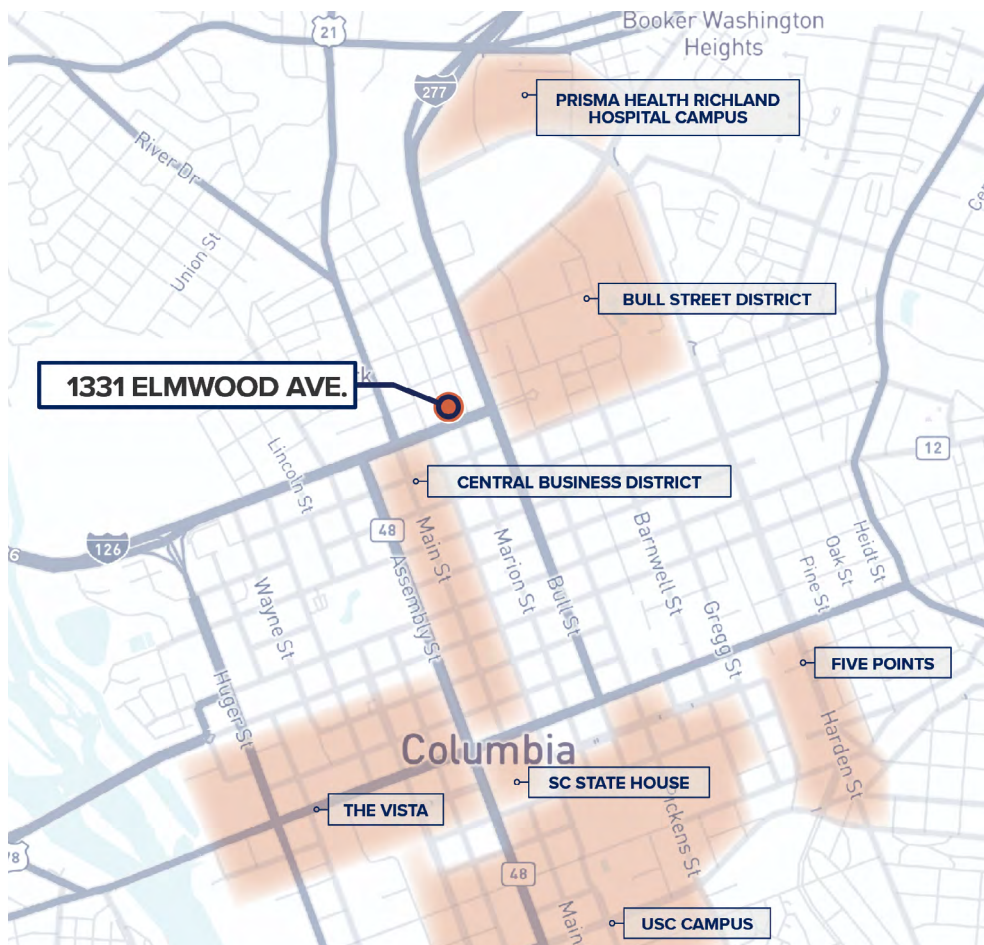 Booker Washington
Heights
21
277
PRISMA HEALTH RICHLAND
HOSPITAL CAMPUS
River Dr
Union St
BULL STREET DISTRICT
1331 ELMWOOD AVE.
Lincoln St
12
CENTRAL BUSINESS DISTRICT
48
Main St
Marion St
Barnwell St
Heidt St
Oak St
Pine St
126
Assembly St
Bull St
Wayne St
Gregg St
FIVE POINTS
Huger St
Harden St
Columbia
SC STATE HOUSE
THE VISTA
Pickens St
48
Main
USC CAMPUS